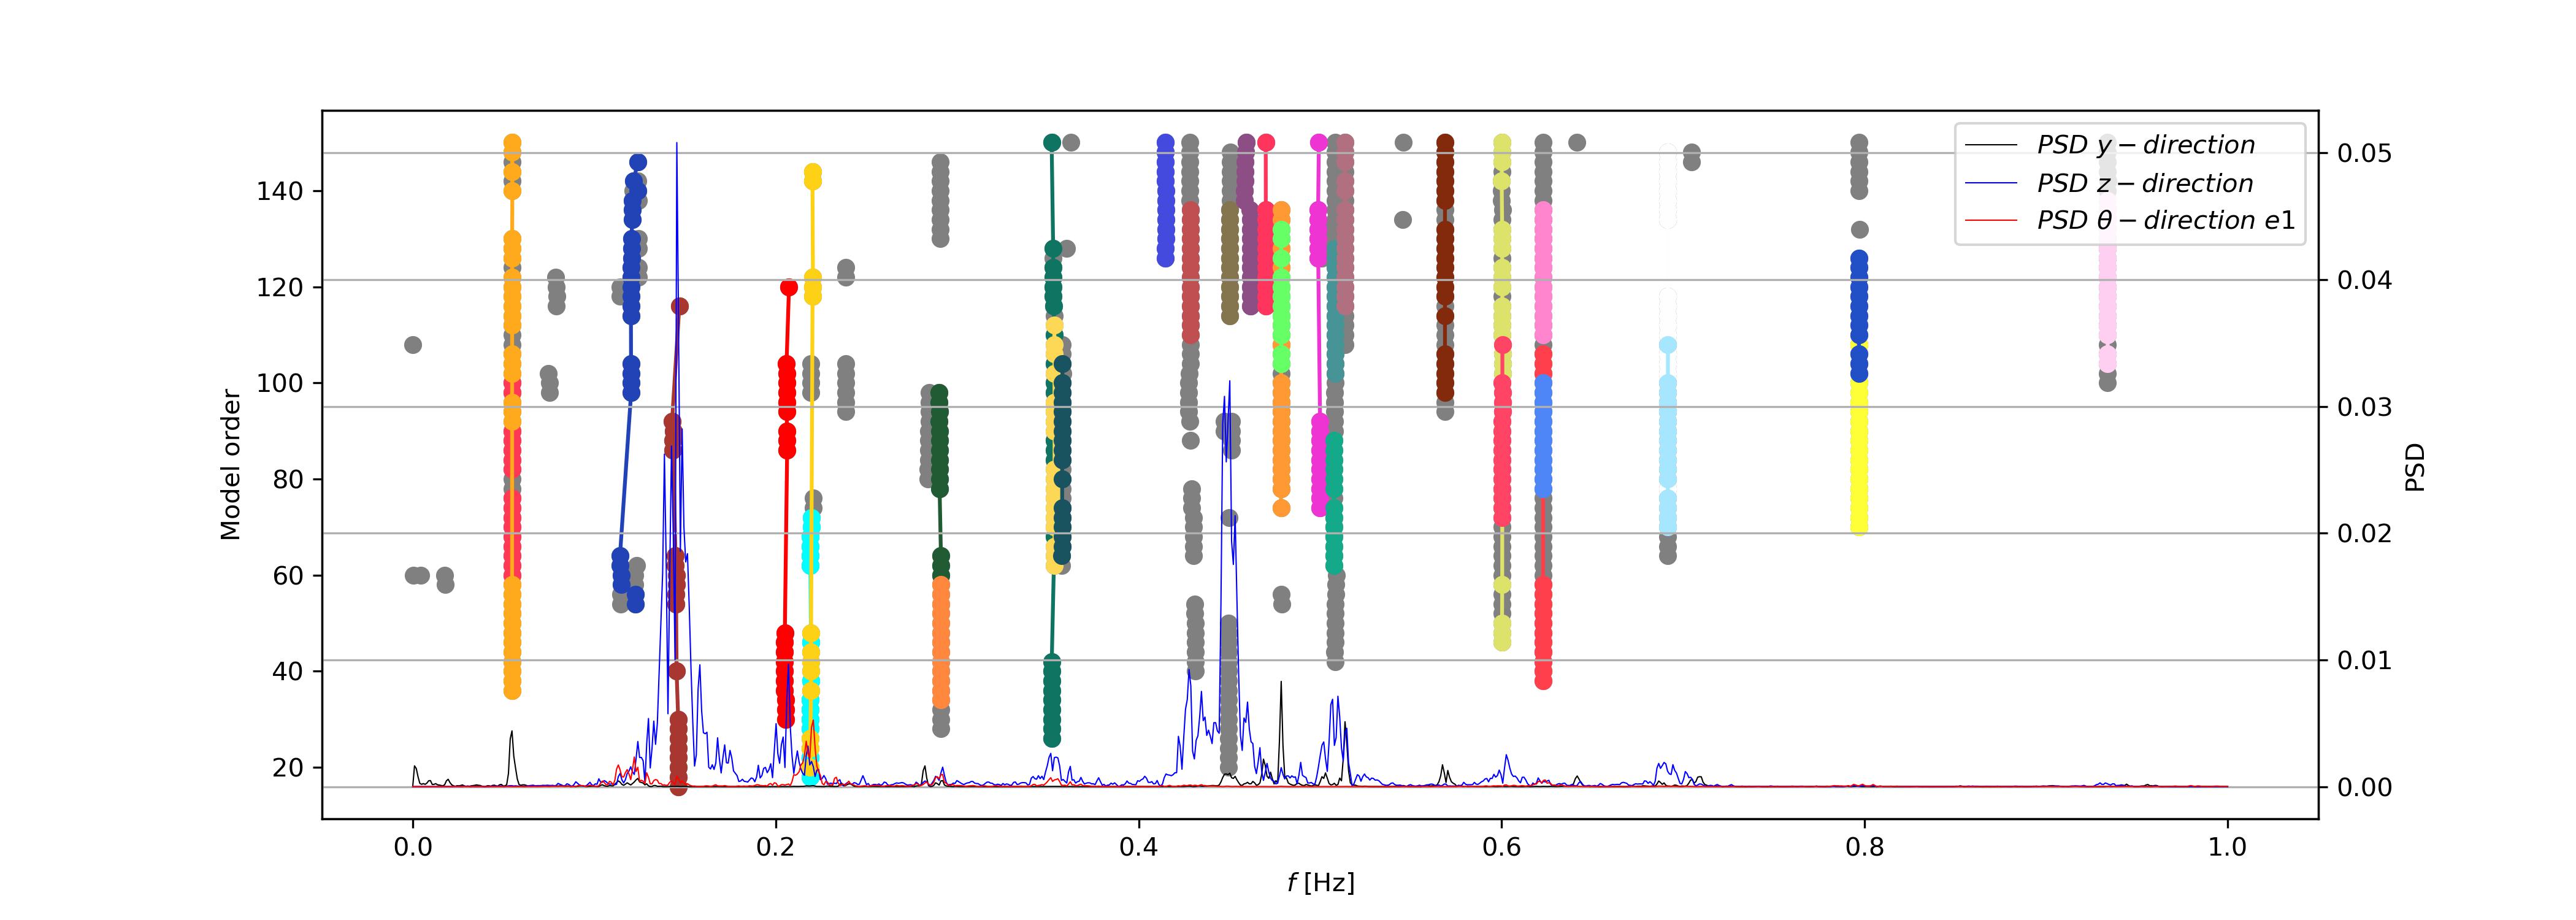 PSD y − direction
PSD z − direction
PSD θ − direction e1
Model order
140
120
100
80
60
40
20
0.05
0.04
0.03
0.02
0.01
0.00
PSD
0.0 0.2 0.4 0.6 0.8 1.0
f [Hz]